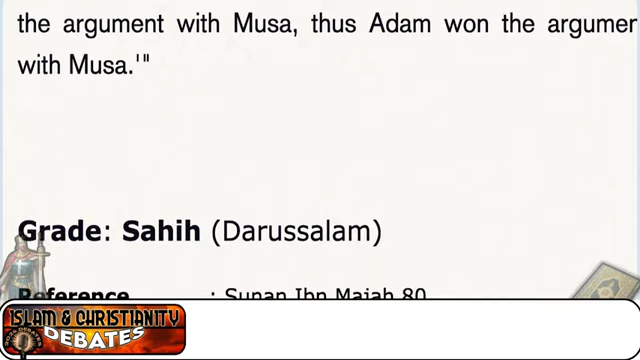 the argument with Musa, thus Adam won the argumen
with Musa.'"
Grade: Sahih (Darussalam)
Reference : Sunan Ibn Majah 80
ISLAM & CHRISTIANITY
DEBATES